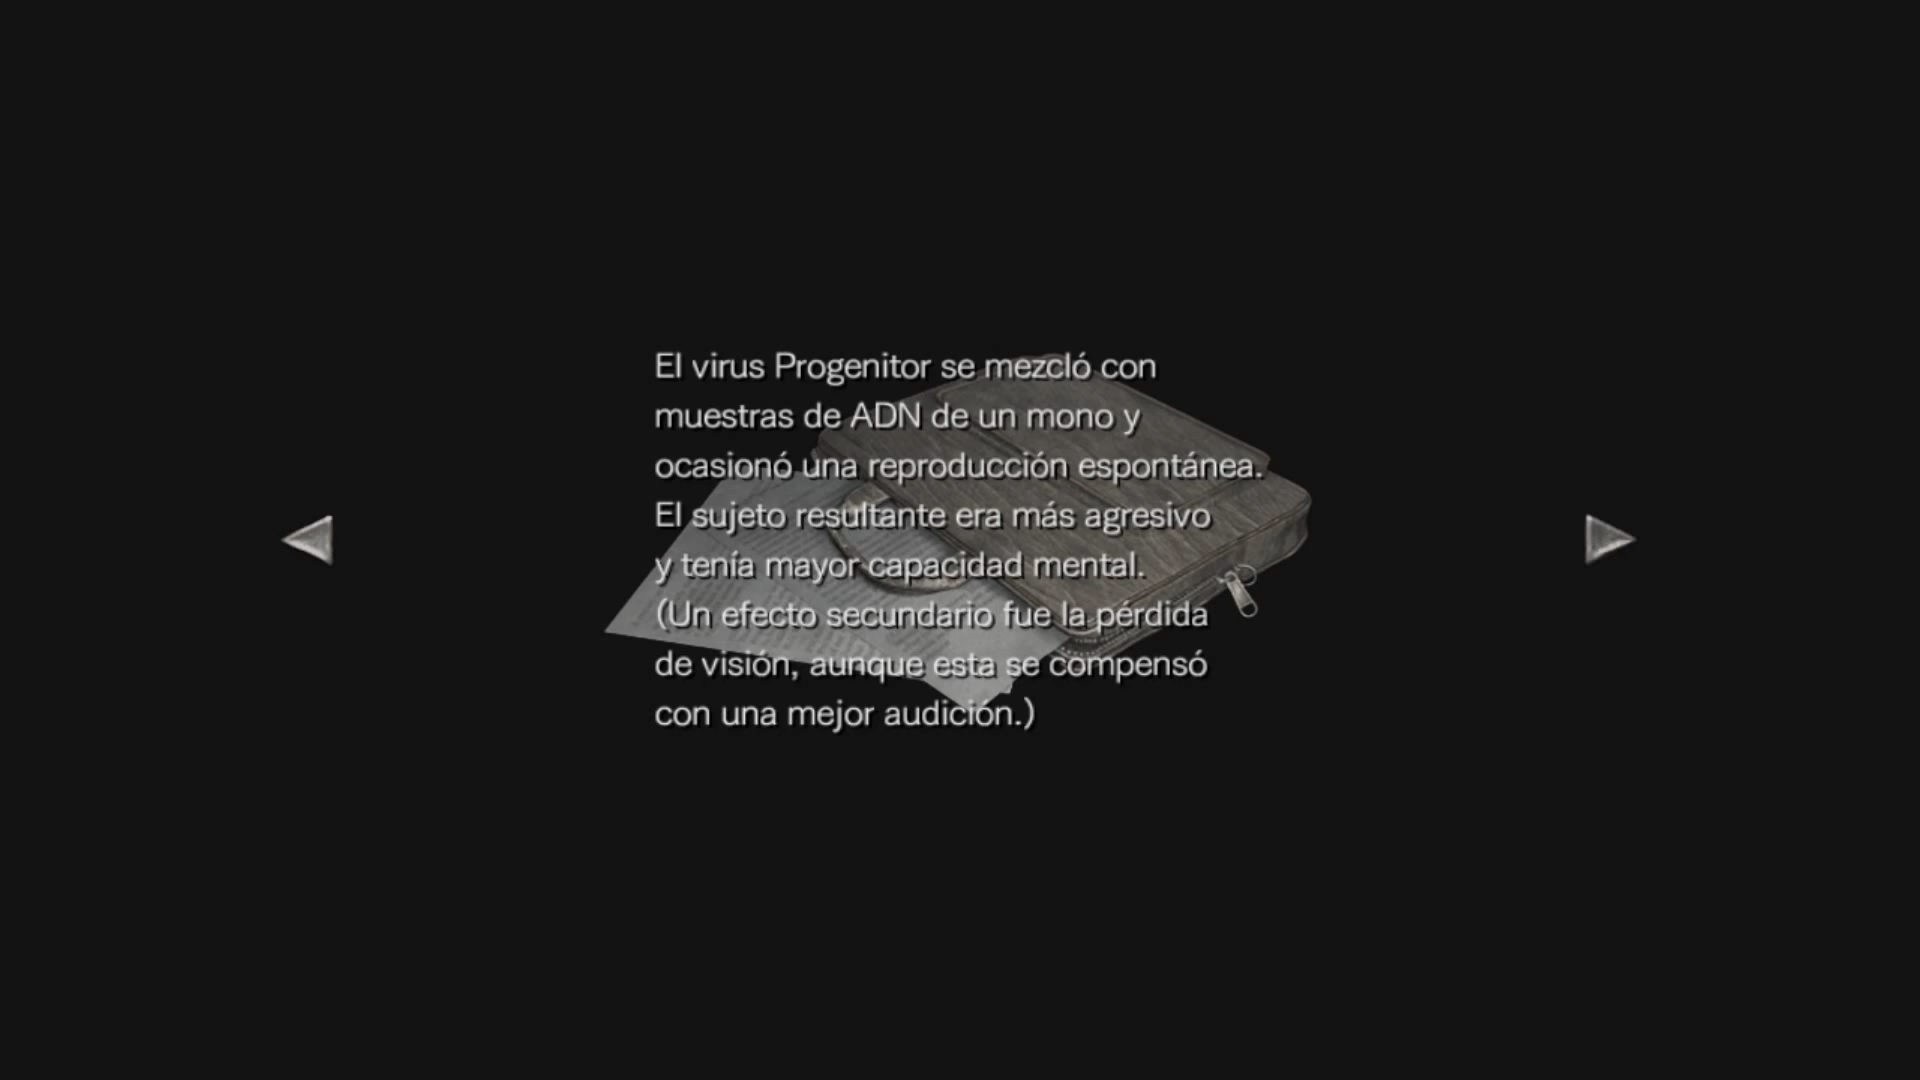 El virus Progenitor se mezcló con
muestras de ADN de un mono y
ocasionó una reproducción espontánea.
El sujeto resultante era más agresivo
y tenía mayor capacidad mental.
(Un efecto secundario fue la pérdida
de visión, aunque esta se compensó
con una mejor audición.)